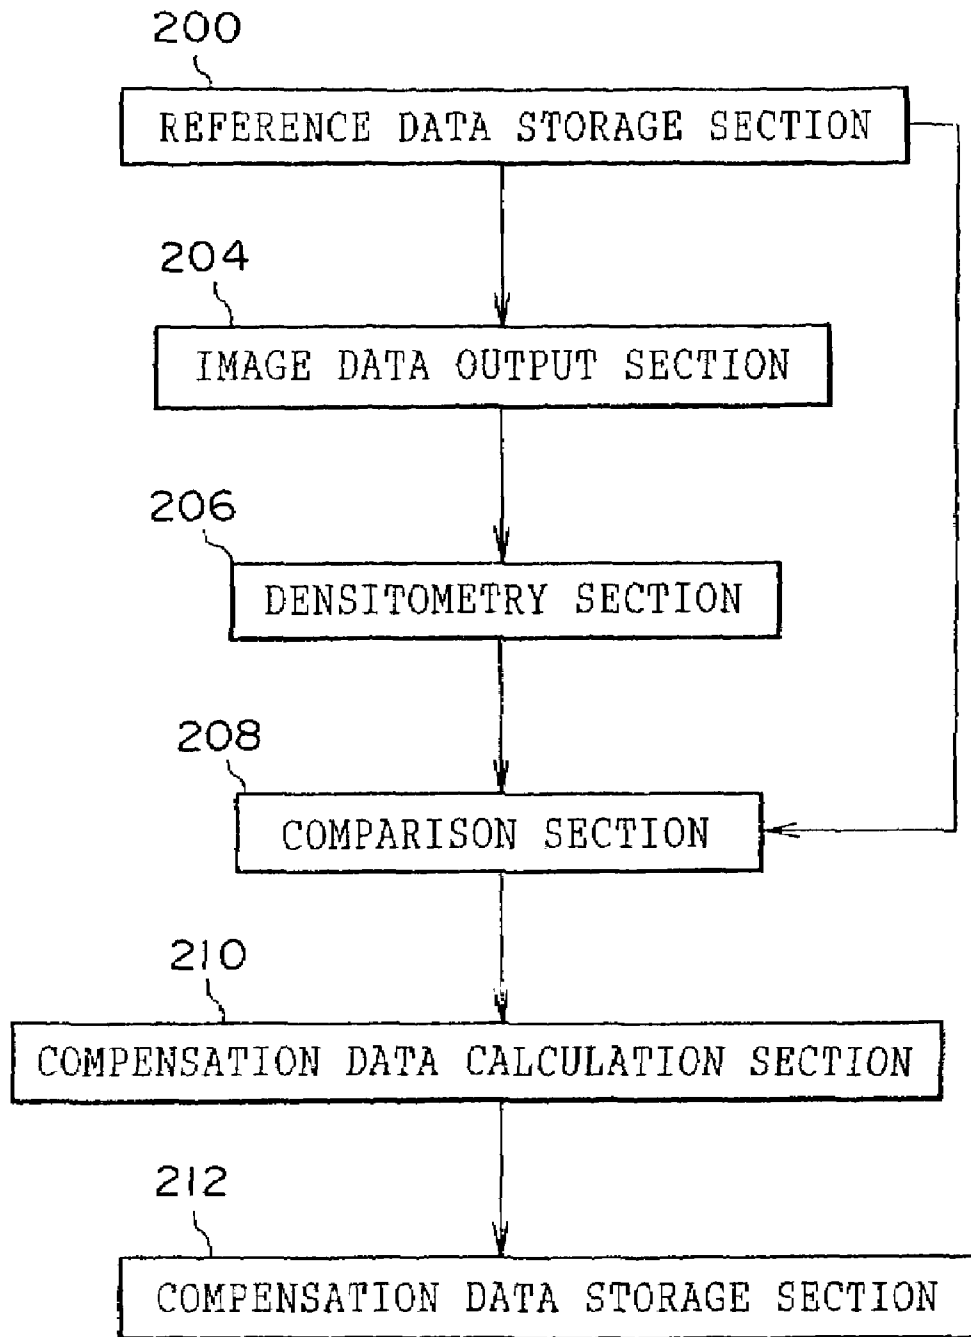 200
REFERENCE DATA STORAGE SECTION
204
IMAGE DATA OUTPUT SECTION
206
DENSITOMETRY SECTION
208
COMPARISON SECTION
210
COMPENSATION DATA CALCULATION SECTION
212
COMPENSATION DATA STORAGE SECTION